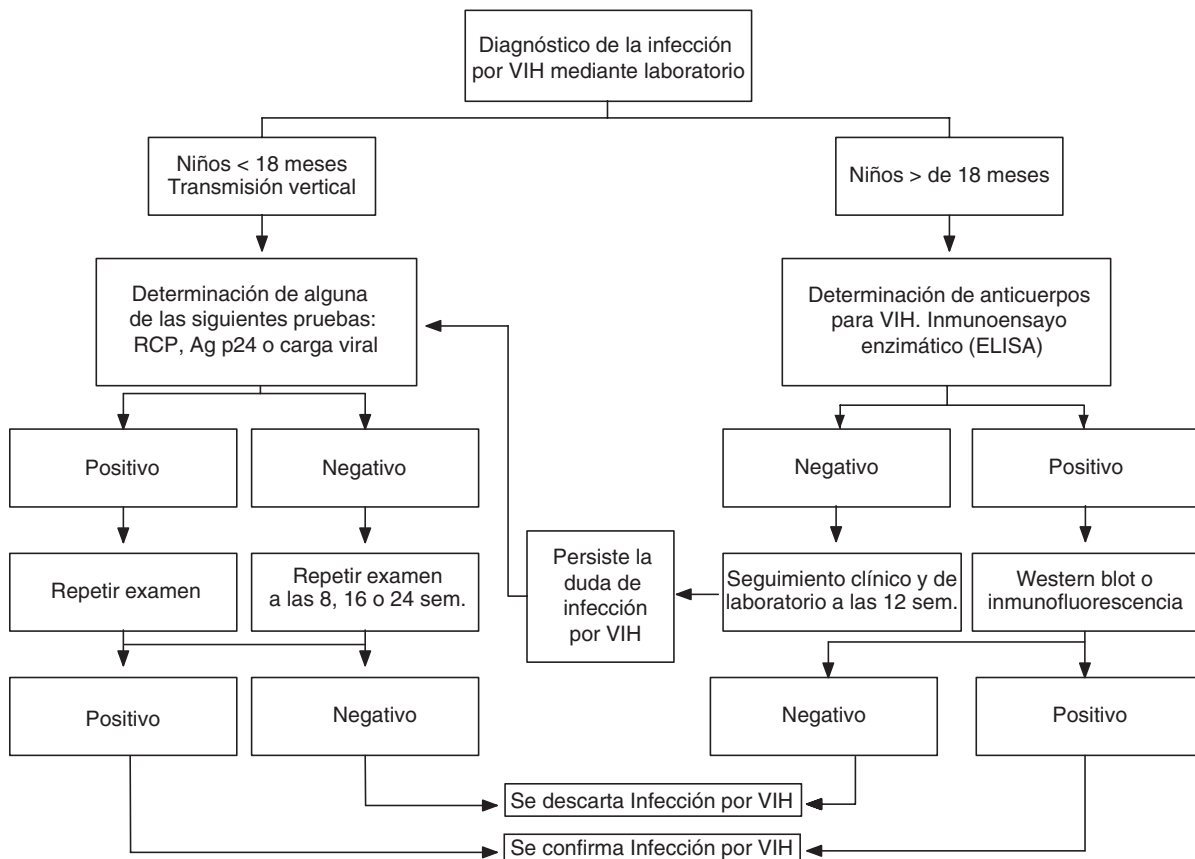 Diagnóstico de la infección
por VIH mediante laboratorio
Niños < 18 meses
Transmisión vertical
Niños > de 18 meses
Determinación de alguna
de las siguientes pruebas:
RCP, Ag p24 o carga viral
Determinación de anticuerpos
para VIH. Inmunoensayo
enzimático (ELISA)
Positivo
Negativo
Negativo
Positivo
Repetir examen
Repetir examen
a las 8, 16 o 24 sem.
Persiste la
duda de
infección
por VIH
Seguimiento clínico y de
laboratorio a las 12 sem.
Western blot o
inmunofluorescencia
Positivo
Negativo
Negativo
Positivo
Se descarta Infección por VIH
Se confirma Infección por VIH